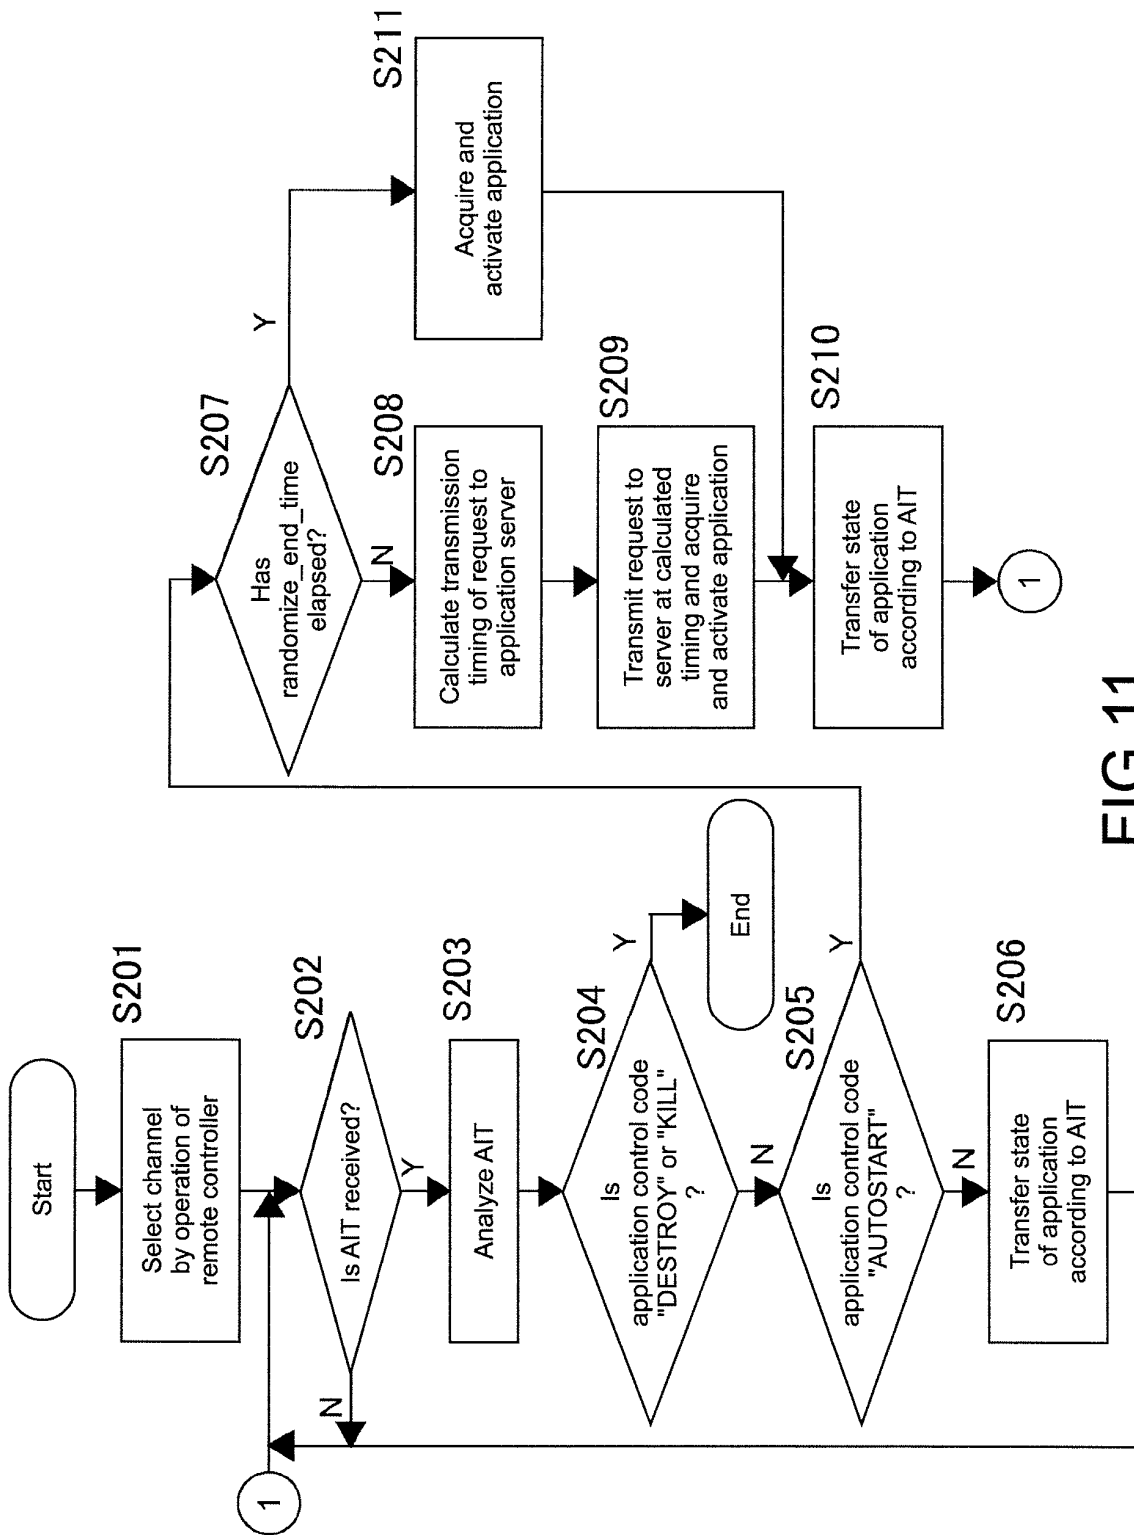 Start
S201
Select channel
by operation of
remote controller
1
S202
Is AIT received?
N
Y
S203
Analyze AIT
S204
Is
application control code
"DESTROY" or "KILL"
?
Y
End
N
S205
Is
application control code
"AUTOSTART"
?
Y
N
S206
Transfer state
of application
according to AIT
S207
Has
randomize_end_time
elapsed?
Y
N
S208
Calculate transmission
timing of request to
application server
S209
Transmit request to
server at calculated
timing and acquire
and activate application
S210
Transfer state
of application
according to AIT
1
S211
Acquire and
activate application
FIG.11